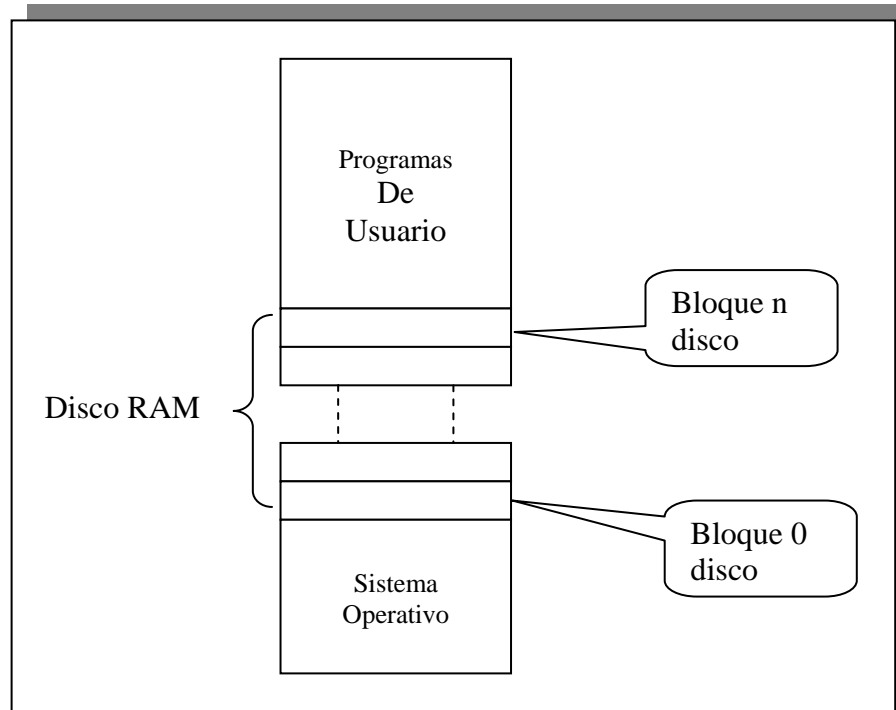 Programas
De
Usuario
Bloque n
disco
Disco RAM
Bloque 0
disco
Sistema
Operativo